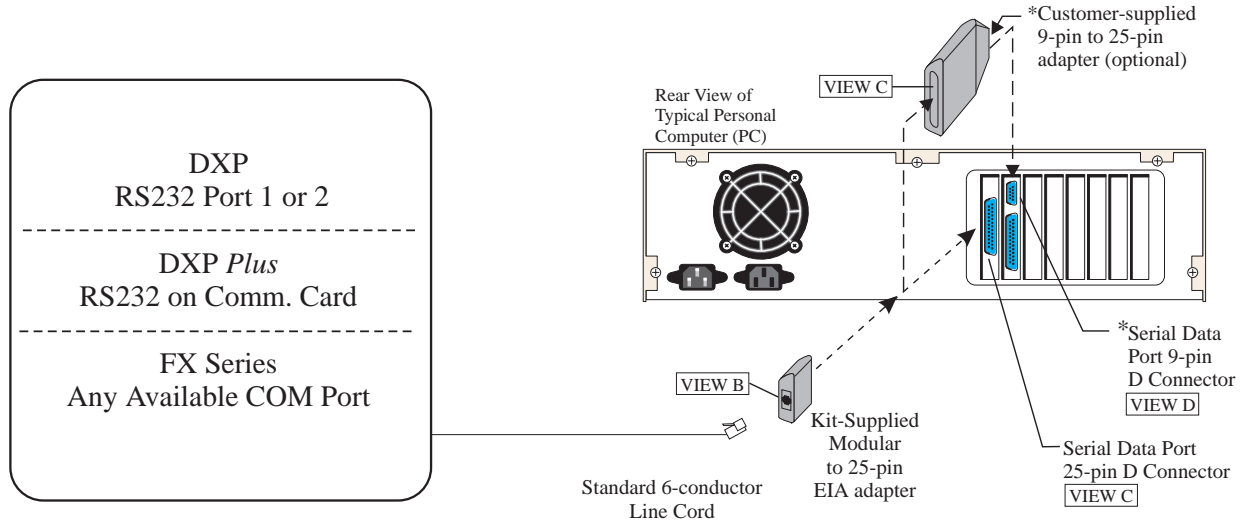 DXP
RS232 Port 1 or 2
DXP Plus
RS232 on Comm. Card
FX Series
Any Available COM Port
*Customer-supplied
9-pin to 25-pin
adapter (optional)
VIEW C
Rear View of
Typical Personal
Computer (PC)
VIEW B
Kit-Supplied
Modular
to 25-pin
EIA adapter
Standard 6-conductor
Line Cord
*Serial Data
Port 9-pin
D Connector
VIEW D
Serial Data Port
25-pin D Connector
VIEW C